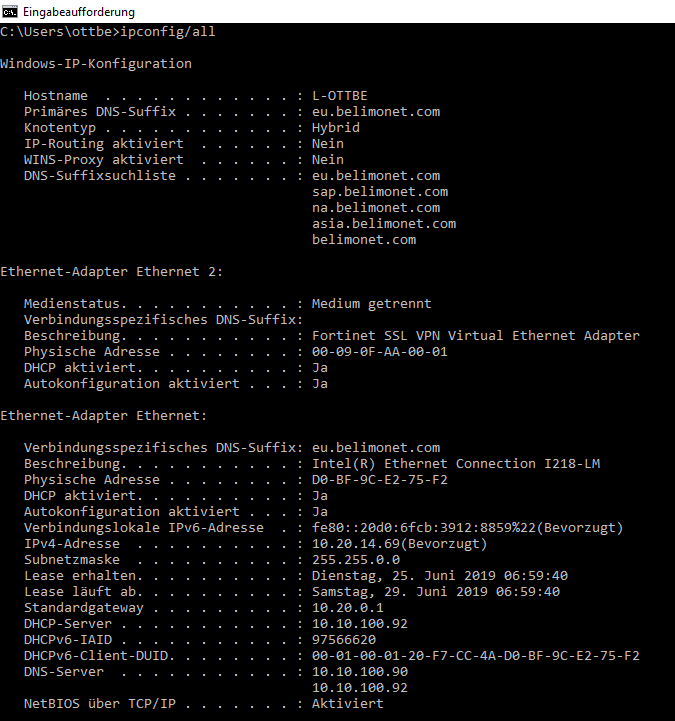 Eingabeaufforderung
C:\Users\ottbe>ipconfig/all
Windows-IP-Konfiguration
Hostname  . . . . . . . . . . . . : L-OTTBE
Primäres DNS-Suffix . . . . . . . : eu.belimonet.com
Knotentyp . . . . . . . . . . . . : Hybrid
IP-Routing aktiviert  . . . . . . : Nein
WINS-Proxy aktiviert  . . . . . . : Nein
DNS-Suffixsuchliste . . . . . . . : eu.belimonet.com
sap.belimonet.com
na.belimonet.com
asia.belimonet.com
belimonet.com
Ethernet-Adapter Ethernet 2:
Medienstatus. . . . . . . . . . . : Medium getrennt
Verbindungsspezifisches DNS-Suffix:
Beschreibung. . . . . . . . . . . : Fortinet SSL VPN Virtual Ethernet Adapter
Physische Adresse . . . . . . . . : 00-09-0F-AA-00-01
DHCP aktiviert. . . . . . . . . . : Ja
Autokonfiguration aktiviert . . . : Ja
Ethernet-Adapter Ethernet:
Verbindungsspezifisches DNS-Suffix: eu.belimonet.com
Beschreibung. . . . . . . . . . . : Intel(R) Ethernet Connection I218-LM
Physische Adresse . . . . . . . . : D0-BF-9C-E2-75-F2
DHCP aktiviert. . . . . . . . . . : Ja
Autokonfiguration aktiviert . . . : Ja
Verbindungslokale IPv6-Adresse  . : fe80::20d0:6fcb:3912:8859%22(Bevorzugt)
IPv4-Adresse  . . . . . . . . . . : 10.20.14.69(Bevorzugt)
Subnetzmaske  . . . . . . . . . . : 255.255.0.0
Lease erhalten. . . . . . . . . . : Dienstag, 25. Juni 2019 06:59:40
Lease läuft ab. . . . . . . . . . : Samstag, 29. Juni 2019 06:59:40
Standardgateway . . . . . . . . . : 10.20.0.1
DHCP-Server . . . . . . . . . . . : 10.10.100.92
DHCPv6-IAID . . . . . . . . . . . : 97566620
DHCPv6-Client-DUID. . . . . . . . : 00-01-00-01-20-F7-CC-4A-D0-BF-9C-E2-75-F2
DNS-Server  . . . . . . . . . . . : 10.10.100.90
10.10.100.92
NetBIOS über TCP/IP . . . . . . . : Aktiviert